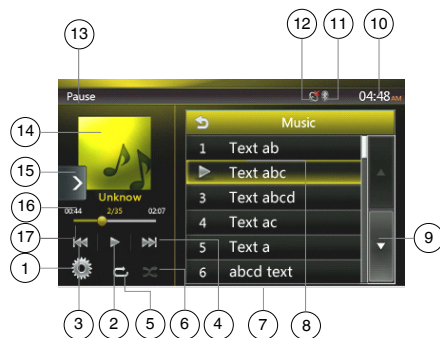 12 11 10
13
Pause 04:48 AM
14
Music
1 Text ab
15
Text abc
Unknow
3 Text abcd
16
00:44 2/35 02:07
4 Text ac
17
9
5 Text a
1
6 abcd text
3 2 5 6 4 7 8